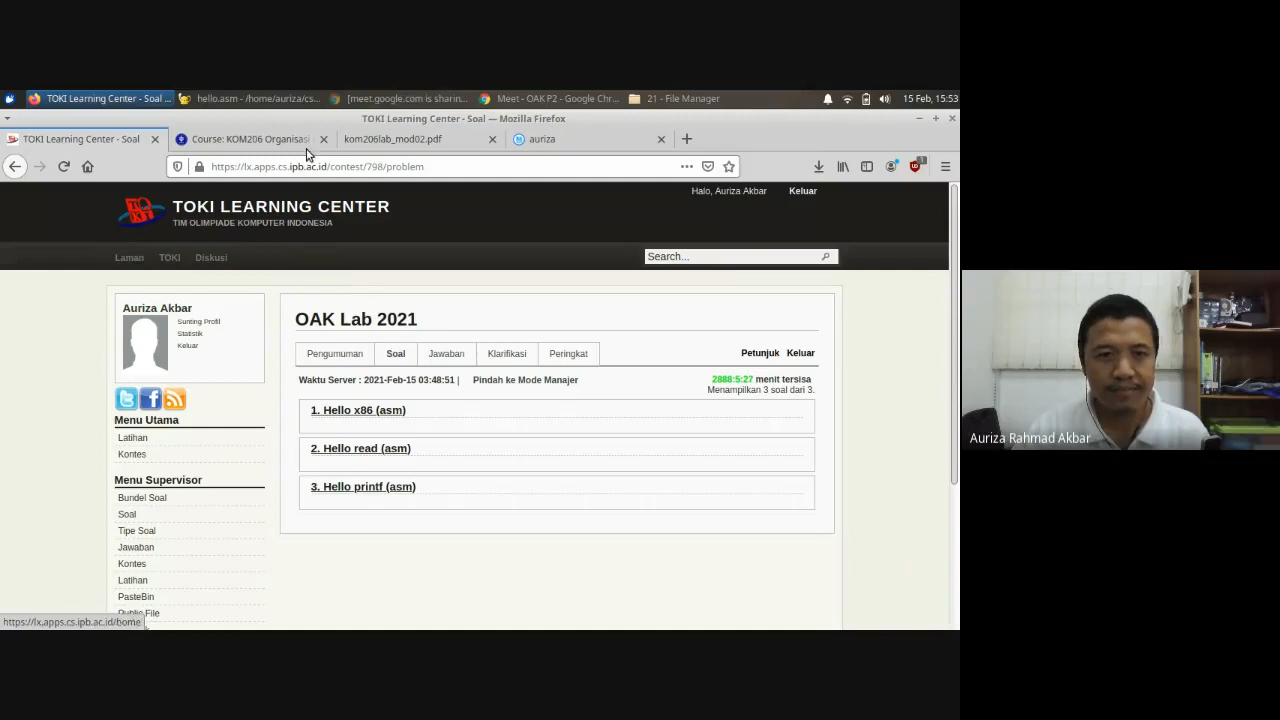 TOKI Learning Center - Soal ...
hello.asm - /home/auriza/cs...
[meet.google.com is sharin...
Meet - OAK P2 - Google Chr...
21 - File Manager
15 Feb, 15:53
TOKI Learning Center - Soal — Mozilla Firefox
TOKI Learning Center - Soal
Course: KOM206 Organisasi
kom206lab_mod02.pdf
auriza
https://lx.apps.cs.ipb.ac.id/contest/798/problem
Halo, Auriza Akbar
Keluar
TOKI LEARNING CENTER
TIM OLIMPIADE KOMPUTER INDONESIA
Laman
TOKI
Diskusi
Search...
Auriza Akbar
Sunting Profil
Statistik
Keluar
Menu Utama
Latihan
Kontes
Menu Supervisor
Bundel Soal
Soal
Tipe Soal
Jawaban
Kontes
Latihan
PasteBin
Public File
OAK Lab 2021
Pengumuman
Soal
Jawaban
Klarifikasi
Peringkat
Petunjuk
Keluar
Waktu Server : 2021-Feb-15 03:48:51 |
Pindah ke Mode Manajer
2888:5:27 menit tersisa
Menampilkan 3 soal dari 3.
1. Hello x86 (asm)
2. Hello read (asm)
3. Hello printf (asm)
https://lx.apps.cs.ipb.ac.id/home
Auriza Rahmad Akbar